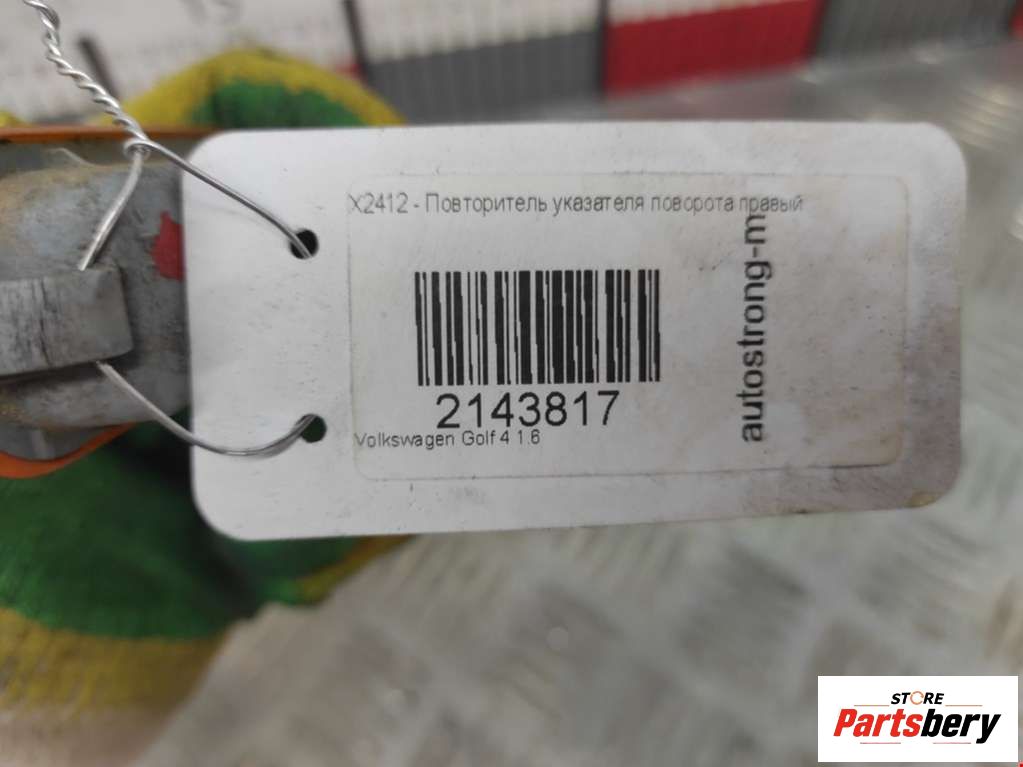 X2412 - Повторитель указателя поворота правый
autostrong-m
2143817
Volkswagen Golf 4 1.6
STORE
Partsbery